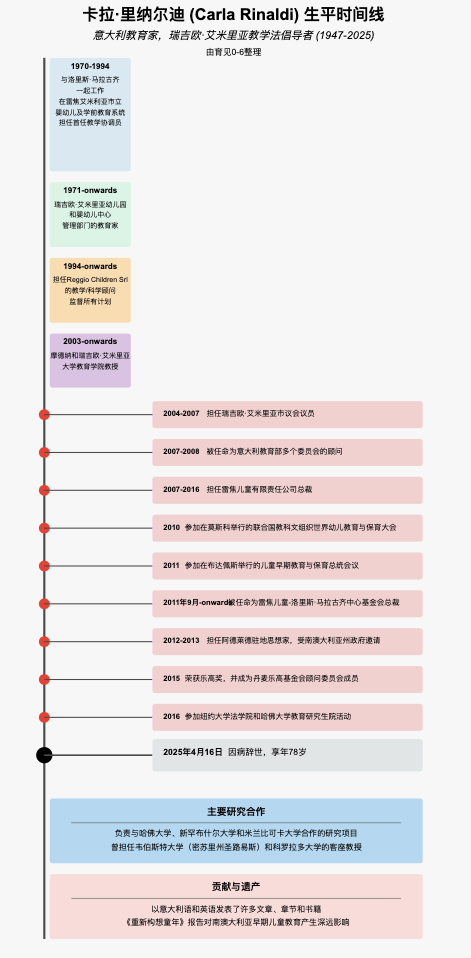 卡拉·里纳尔迪 (Carla Rinaldi) 生平时间线
意大利教育家，瑞吉欧·艾米里亚教学法倡导者 (1947-2025)
由育见0-6整理
1970-1994
与洛里斯·马拉古齐
一起工作
在雷焦艾米利亚市立
婴幼儿及学前教育系统
担任首任教学协调员
1971-onwards
瑞吉欧·艾米里亚幼儿园
和婴幼儿中心
管理部门的教育家
1994-onwards
担任Reggio Children Srl
的教学/科学顾问
监督所有计划
2003-onwards
摩德纳和瑞吉欧·艾米里亚
大学教育学院教授
2004-2007 担任瑞吉欧·艾米里亚市议会议员
2007-2008 被任命为意大利教育部多个委员会的顾问
2007-2016 担任雷焦儿童有限责任公司总裁
2010 参加在莫斯科举行的联合国教科文组织世界幼儿教育与保育大会
2011 参加在布达佩斯举行的儿童早期教育与保育总统会议
2011年9月-onwards被任命为雷焦儿童-洛里斯·马拉古齐中心基金会总裁
2012-2013 担任阿德莱德驻地思想家，受南澳大利亚州政府邀请
2015 荣获乐高奖，并成为丹麦乐高基金会顾问委员会成员
2016 参加纽约大学法学院和哈佛大学教育研究生院活动
2025年4月16日 因病辞世，享年78岁
主要研究合作
负责与哈佛大学、新罕布什尔大学和米兰比可卡大学合作的研究项目
曾担任韦伯斯特大学（密苏里州圣路易斯）和科罗拉多大学的客座教授
贡献与遗产
以意大利语和英语发表了许多文章、章节和书籍
《重新构想童年》报告对南澳大利亚早期儿童教育产生深远影响